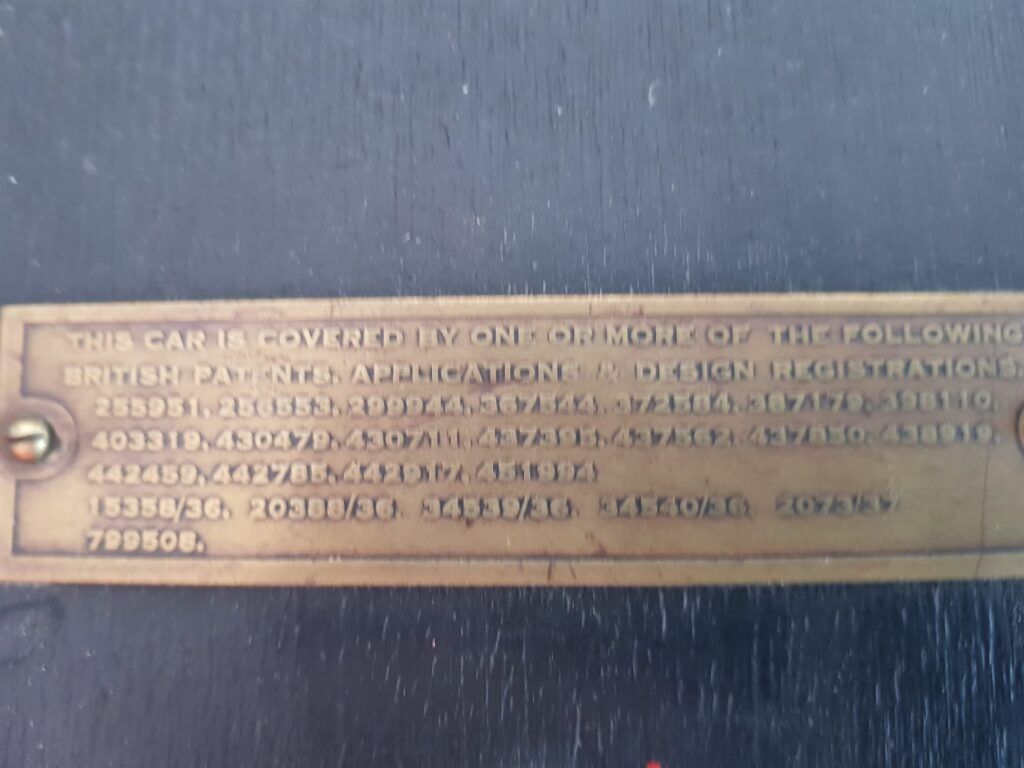 THIS CAR IS COVERED BY ONE OR MORE OF THE FOLLOWING
BRITISH PATENTS, APPLICATIONS & DESIGN REGISTRATIONS.
255951, 256553, 299944, 367544, 372584, 387179, 398110,
403319, 430479, 430711, 437395, 437562, 437850, 438919,
442459, 442785, 442917, 451994
15358/36, 20388/36, 34539/36, 34540/36, 2073/37
799508.